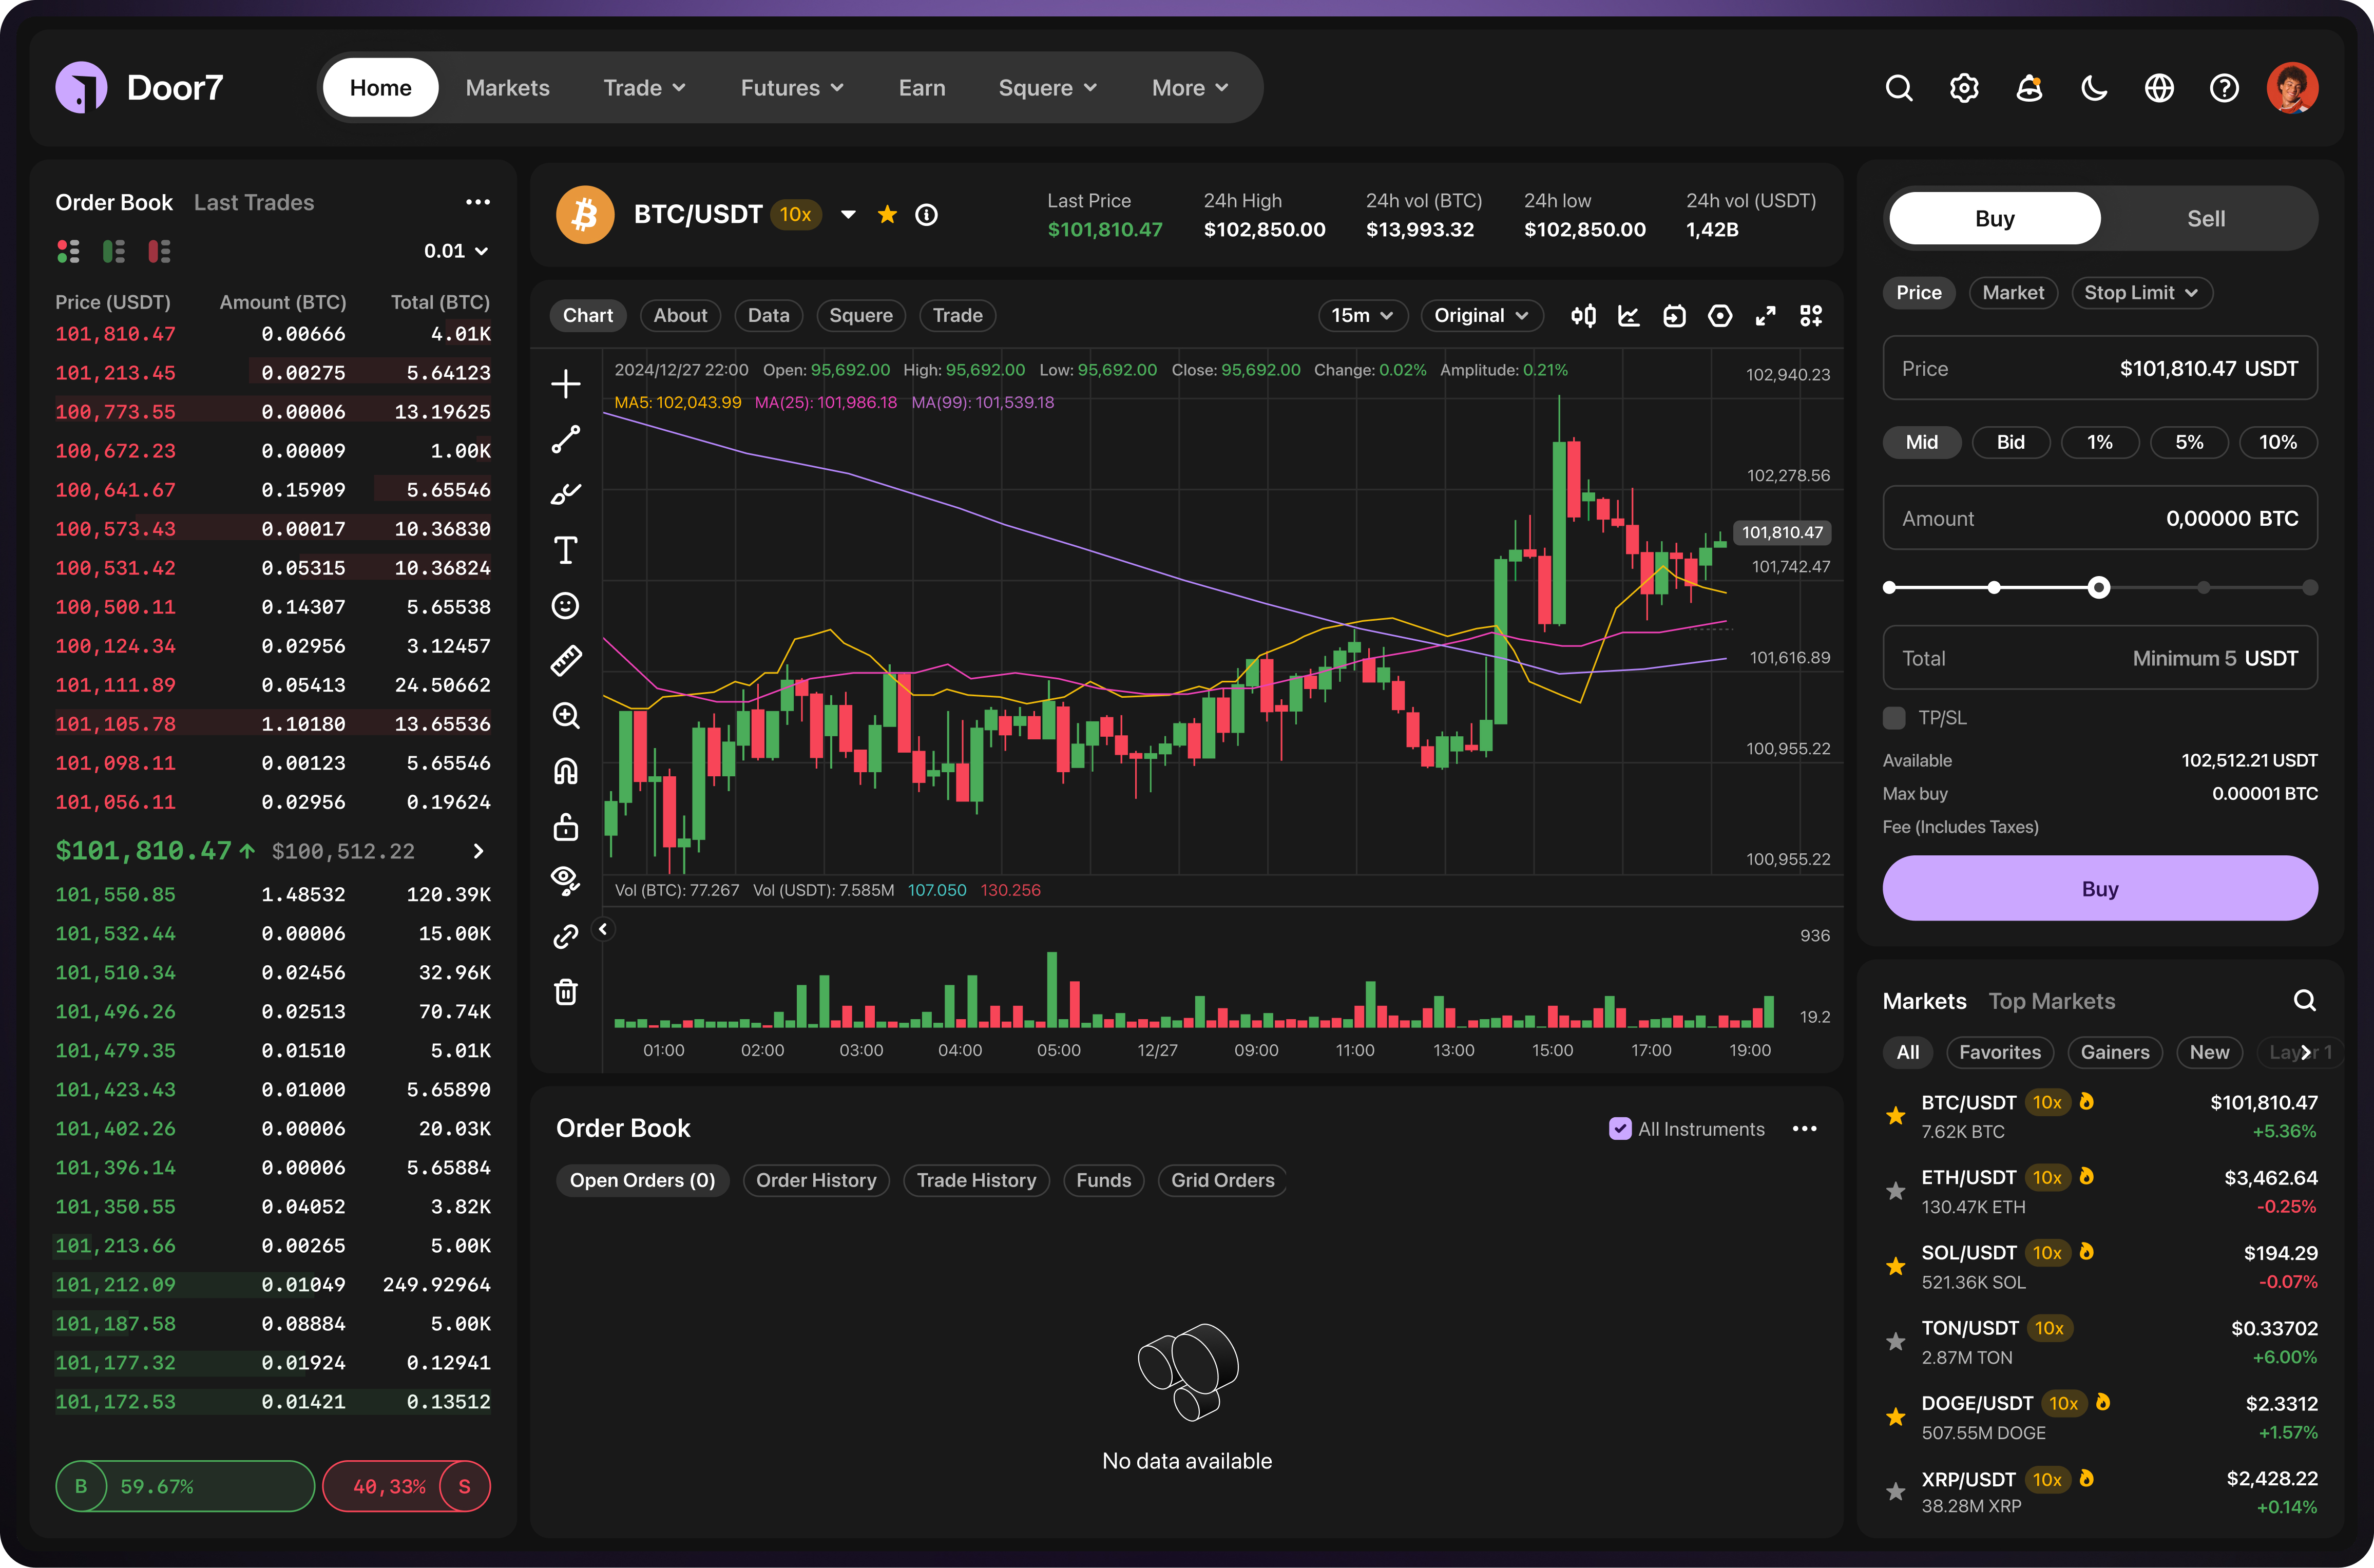 Door7
Home Markets Trade Futures Earn Squere More
Order Book Last Trades
0.01
Price (USDT) Amount (BTC) Total (BTC)
101,810.47 0.00666 4.01K
101,213.45 0.00275 5.64123
100,773.55 0.00006 13.19625
100,672.23 0.00009 1.00K
100,641.67 0.15909 5.65546
100,573.43 0.00017 10.36830
100,531.42 0.05315 10.36824
100,500.11 0.14307 5.65538
100,124.34 0.02956 3.12457
101,111.89 0.05413 24.50662
101,105.78 1.10180 13.65536
101,098.11 0.00123 5.65546
101,056.11 0.02956 0.19624
$101,810.47 $100,512.22
101,550.85 1.48532 120.39K
101,532.44 0.00006 15.00K
101,510.34 0.02456 32.96K
101,496.26 0.02513 70.74K
101,479.35 0.01510 5.01K
101,423.43 0.01000 5.65890
101,402.26 0.00006 20.03K
101,396.14 0.00006 5.65884
101,350.55 0.04052 3.82K
101,213.66 0.00265 5.00K
101,212.09 0.01049 249.92964
101,187.58 0.08884 5.00K
101,177.32 0.01924 0.12941
101,172.53 0.01421 0.13512
B 59.67% 40,33% S
BTC/USDT 10x
Last Price 24h High 24h vol (BTC) 24h low 24h vol (USDT)
$101,810.47 $102,850.00 $13,993.32 $102,850.00 1,42B
Chart About Data Squere Trade 15m Original
2024/12/27 22:00 Open: 95,692.00 High: 95,692.00 Low: 95,692.00 Close: 95,692.00 Change: 0.02% Amplitude: 0.21%
MA5: 102,043.99 MA(25): 101,986.18 MA(99): 101,539.18
102,940.23
102,278.56
101,810.47
101,742.47
101,616.89
100,955.22
100,955.22
Vol (BTC): 77.267 Vol (USDT): 7.585M 107.050 130.256
936
19.2
01:00 02:00 03:00 04:00 05:00 12/27 09:00 11:00 13:00 15:00 17:00 19:00
Order Book All Instruments
Open Orders (0) Order History Trade History Funds Grid Orders
No data available
Buy Sell
Price Market Stop Limit
Price $101,810.47 USDT
Mid Bid 1% 5% 10%
Amount 0,00000 BTC
Total Minimum 5 USDT
TP/SL
Available 102,512.21 USDT
Max buy 0.00001 BTC
Fee (Includes Taxes)
Buy
Markets Top Markets
All Favorites Gainers New Layer 1
BTC/USDT 10x $101,810.47
7.62K BTC +5.36%
ETH/USDT 10x $3,462.64
130.47K ETH -0.25%
SOL/USDT 10x $194.29
521.36K SOL -0.07%
TON/USDT 10x $0.33702
2.87M TON +6.00%
DOGE/USDT 10x $2.3312
507.55M DOGE +1.57%
XRP/USDT 10x $2,428.22
38.28M XRP +0.14%